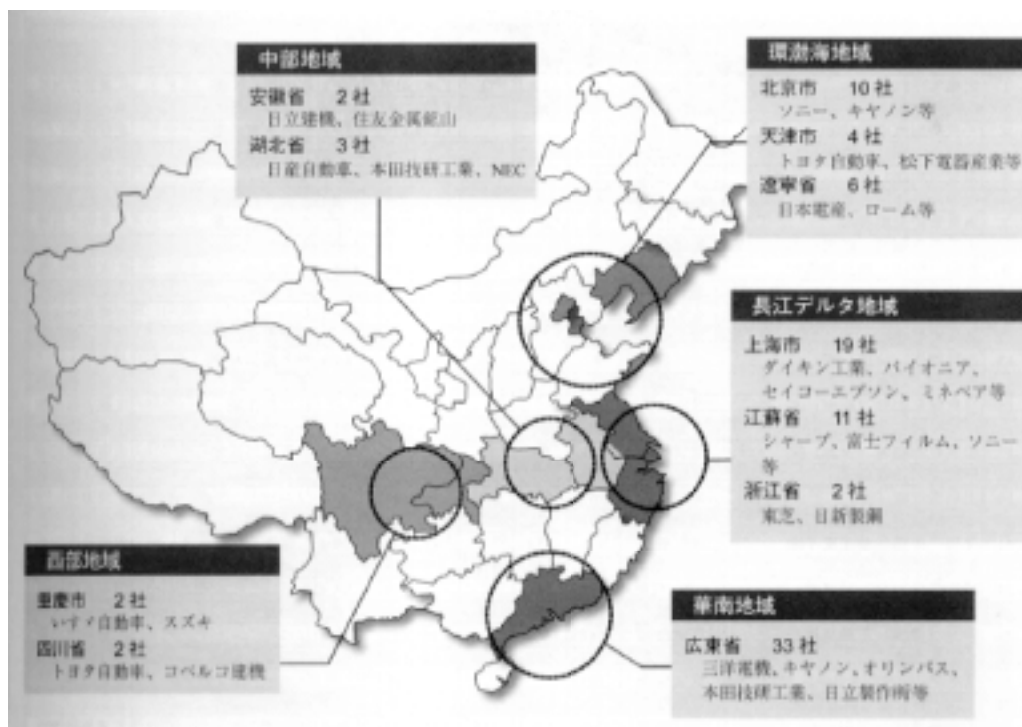 中部地域
安徽省 2社
日立建機、住友金属鉱山
湖北省 3社
日産自動車、本田技研工業、NEC
環渤海地域
北京市 10社
ソニー、キヤノン等
天津市 4社
トヨタ自動車、松下電器産業等
遼寧省 6社
日本電産、ローム等
長江デルタ地域
上海市 19社
ダイキン工業、パイオニア、
セイコーエプソン、ミネベア等
江蘇省 11社
シャープ、富士フイルム、ソニー
等
浙江省 2社
東芝、日新製鋼
西部地域
重慶市 2社
いすゞ自動車、スズキ
四川省 2社
トヨタ自動車、コベルコ建機
華南地域
広東省 33社
三洋電機、キヤノン、オリンパス、
本田技研工業、日立製作所等